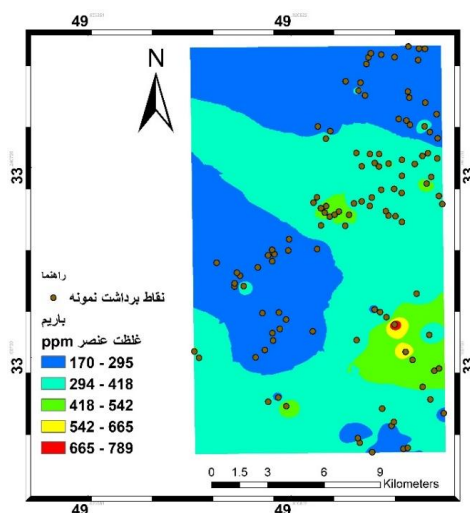 49 49
N
33 33
راهنما
نقاط برداشت نمونه
باریم
غلظت عنصر ppm
170 - 295
294 - 418
418 - 542
542 - 665
665 - 789
33 33
0 1.5 3 6 9
Kilometers
49 49